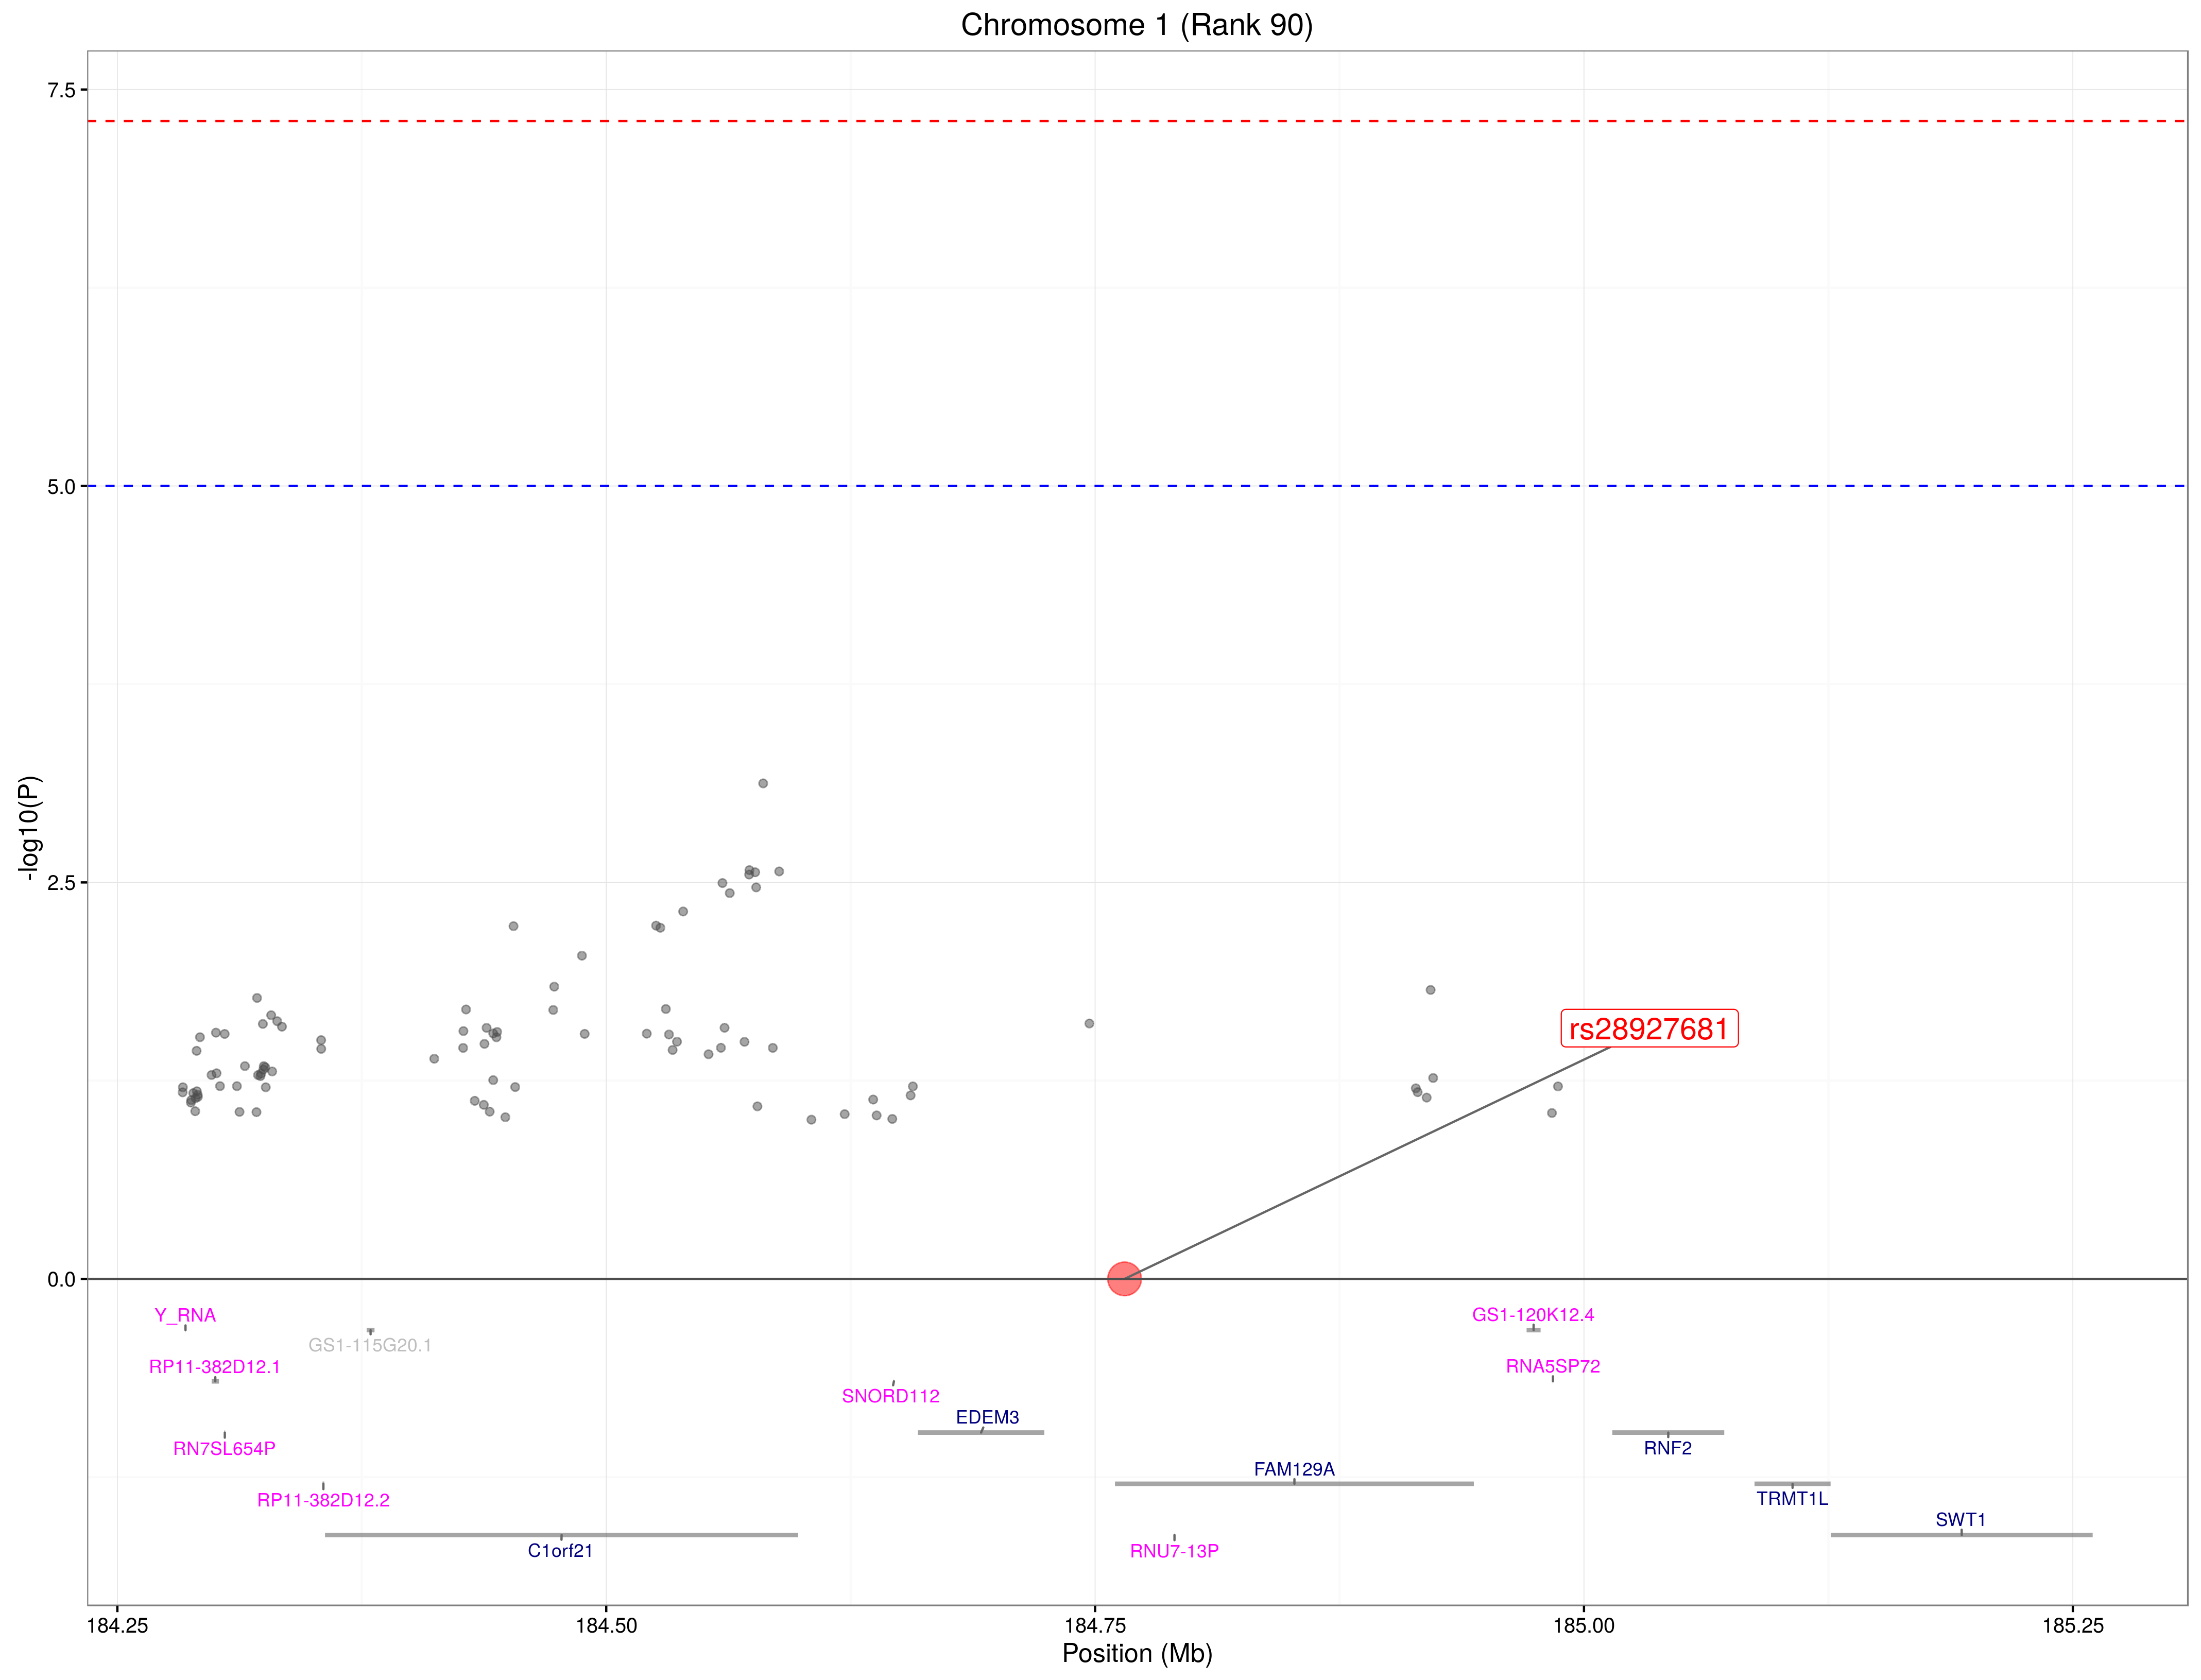 Chromosome 1 (Rank 90)
7.5
5.0
2.5
0.0
-log10(P)
rs28927681
Y_RNA
GS1-120K12.4
GS1-115G20.1
RP11-382D12.1
RNA5SP72
SNORD112
EDEM3
RN7SL654P
RNF2
FAM129A
RP11-382D12.2
TRMT1L
SWT1
C1orf21
RNU7-13P
184.25
184.50
184.75
185.00
185.25
Position (Mb)